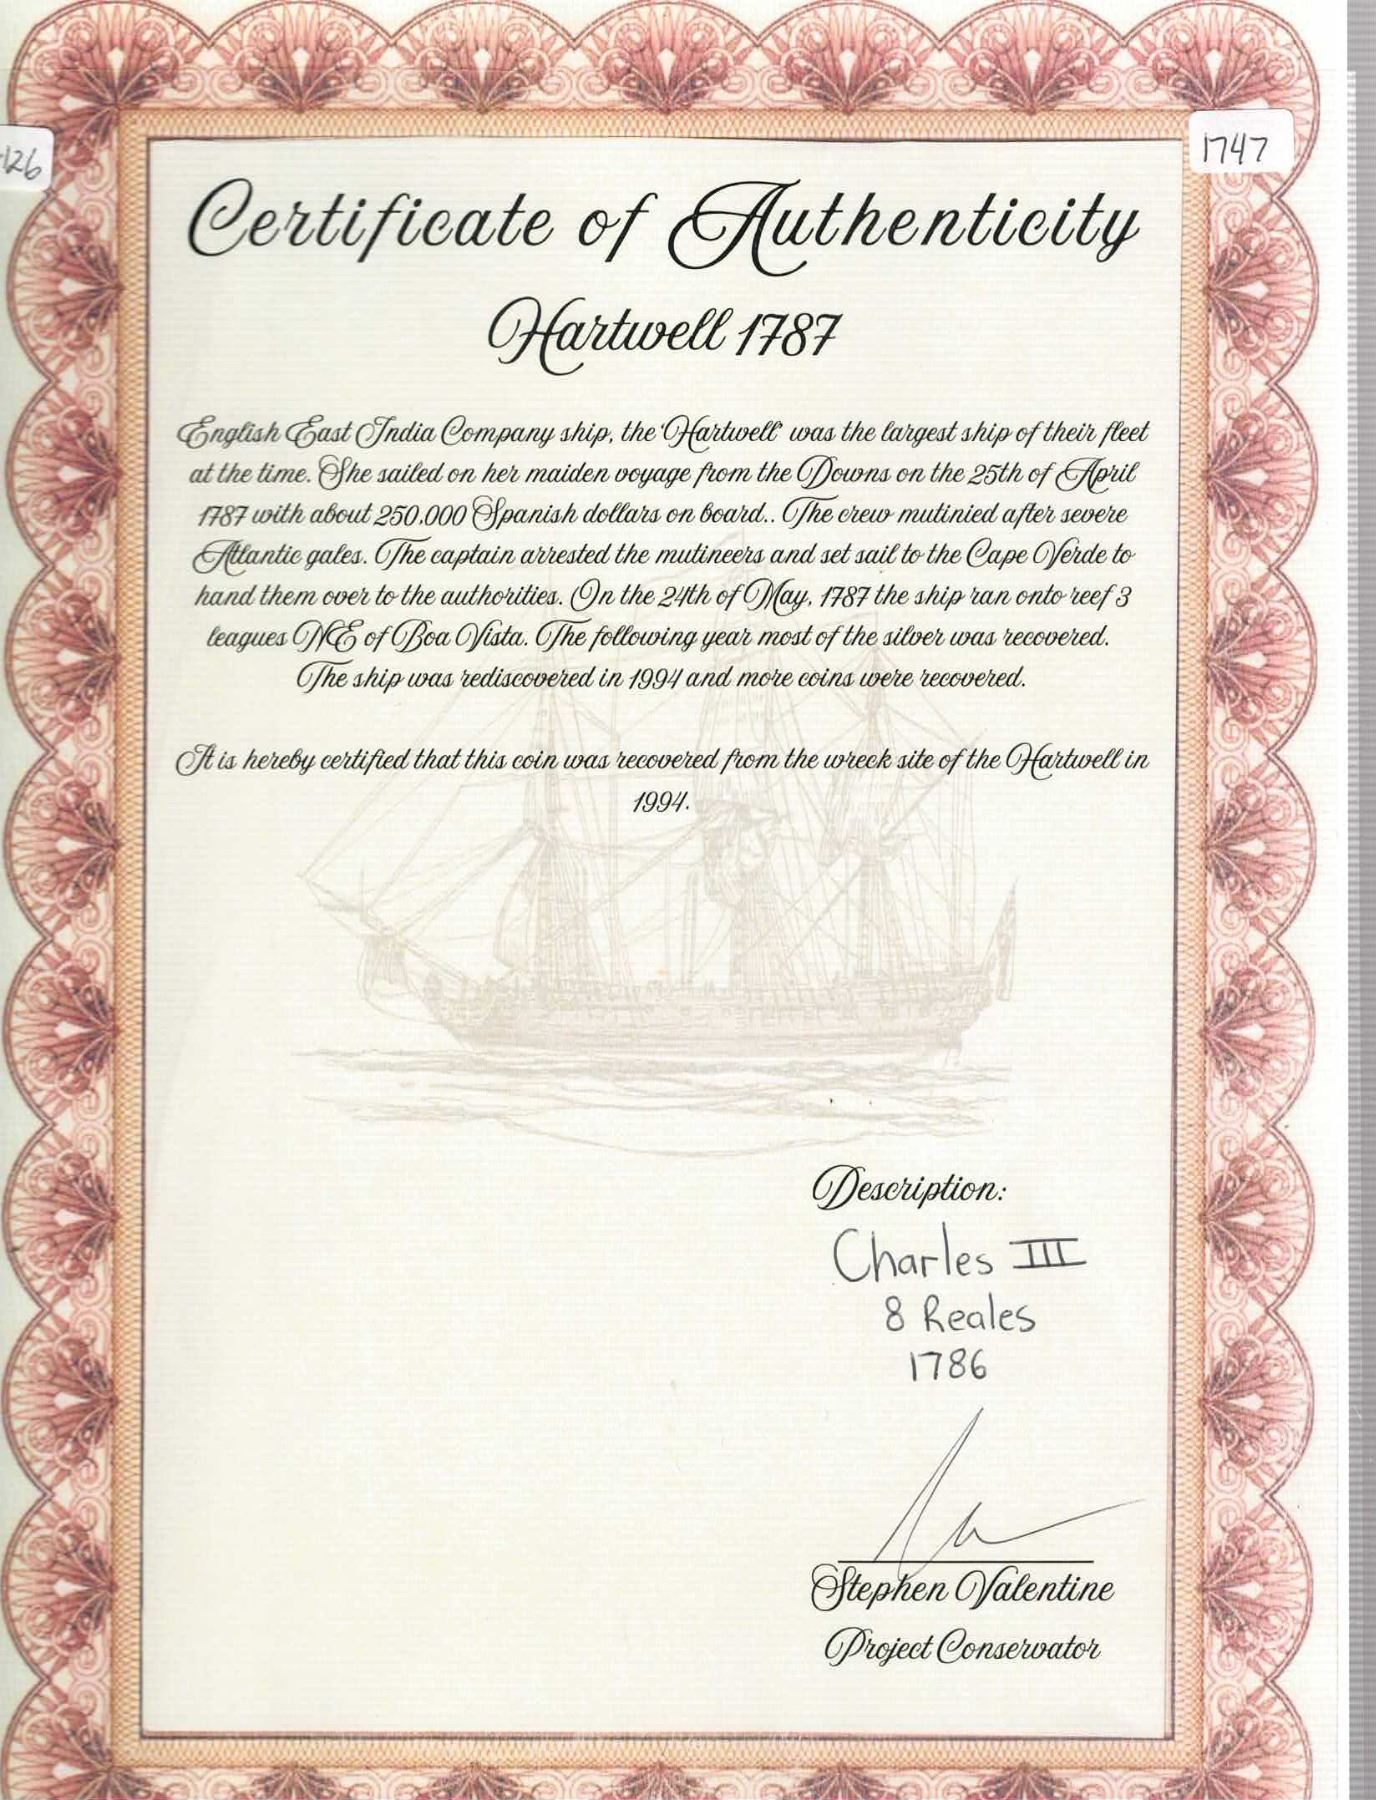 126
1747
Certificate of Authenticity
Hartwell 1787
English East India Company ship, the 'Hartwell' was the largest ship of their fleet
at the time. She sailed on her maiden voyage from the Downs on the 25th of April
1787 with about 250.000 Spanish dollars on board.. The crew mutinied after severe
Atlantic gales. The captain arrested the mutineers and set sail to the Cape Verde to
hand them over to the authorities. On the 24th of May, 1787 the ship ran onto reef 3
leagues NE of Boa Vista. The following year most of the silver was recovered.
The ship was rediscovered in 1994 and more coins were recovered.
It is hereby certified that this coin was recovered from the wreck site of the Hartwell in
1994.
Description:
Charles III
8 Reales
1786
Stephen Valentine
Project Conservator